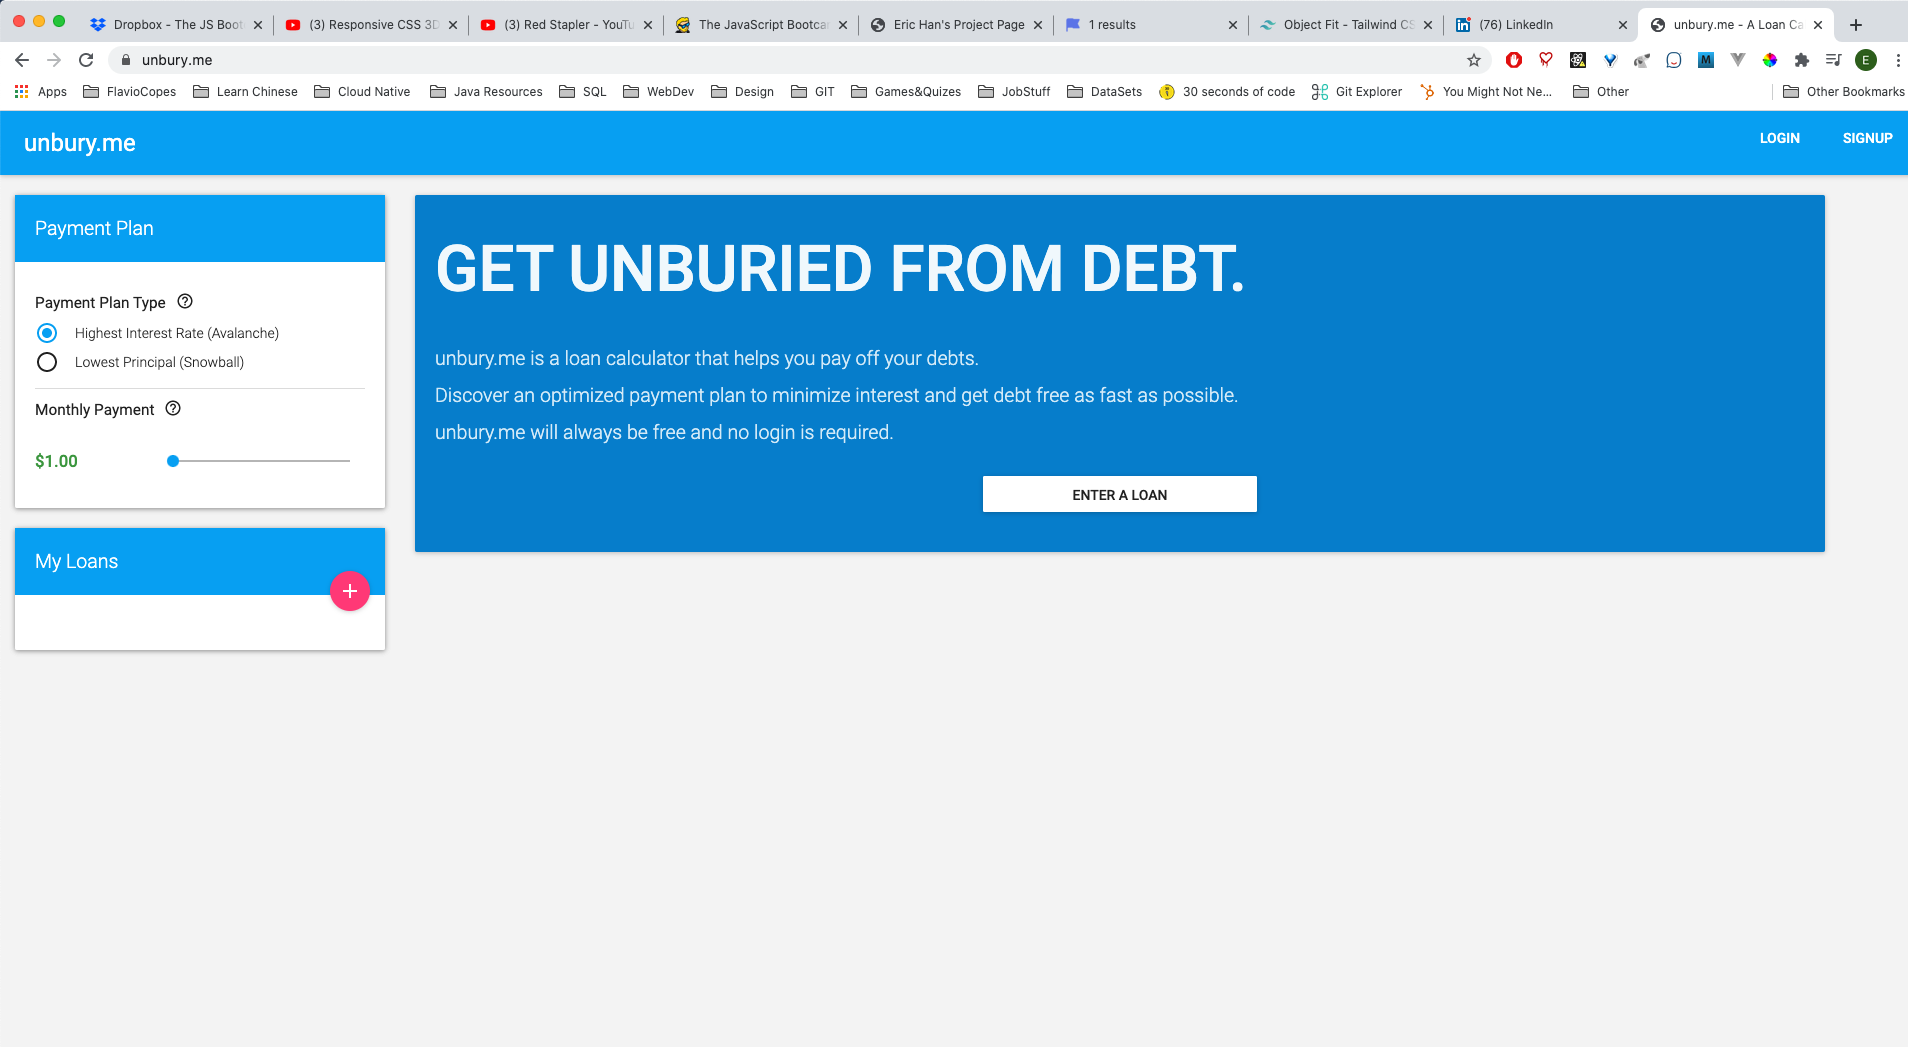 Dropbox - The JS Boot
(3) Responsive CSS 3D
(3) Red Stapler - YouTu
The JavaScript Bootca
Eric Han's Project Page
1 results
Object Fit - Tailwind CS
(76) LinkedIn
unbury.me - A Loan Ca
unbury.me
E
Apps
FlavioCopes
Learn Chinese
Cloud Native
Java Resources
SQL
WebDev
Design
GIT
Games&Quizes
JobStuff
DataSets
30 seconds of code
Git Explorer
You Might Not Ne...
Other
Other Bookmarks
unbury.me
LOGIN
SIGNUP
Payment Plan
Payment Plan Type
Highest Interest Rate (Avalanche)
Lowest Principal (Snowball)
Monthly Payment
$1.00
My Loans
GET UNBURIED FROM DEBT.
unbury.me is a loan calculator that helps you pay off your debts.
Discover an optimized payment plan to minimize interest and get debt free as fast as possible.
unbury.me will always be free and no login is required.
ENTER A LOAN